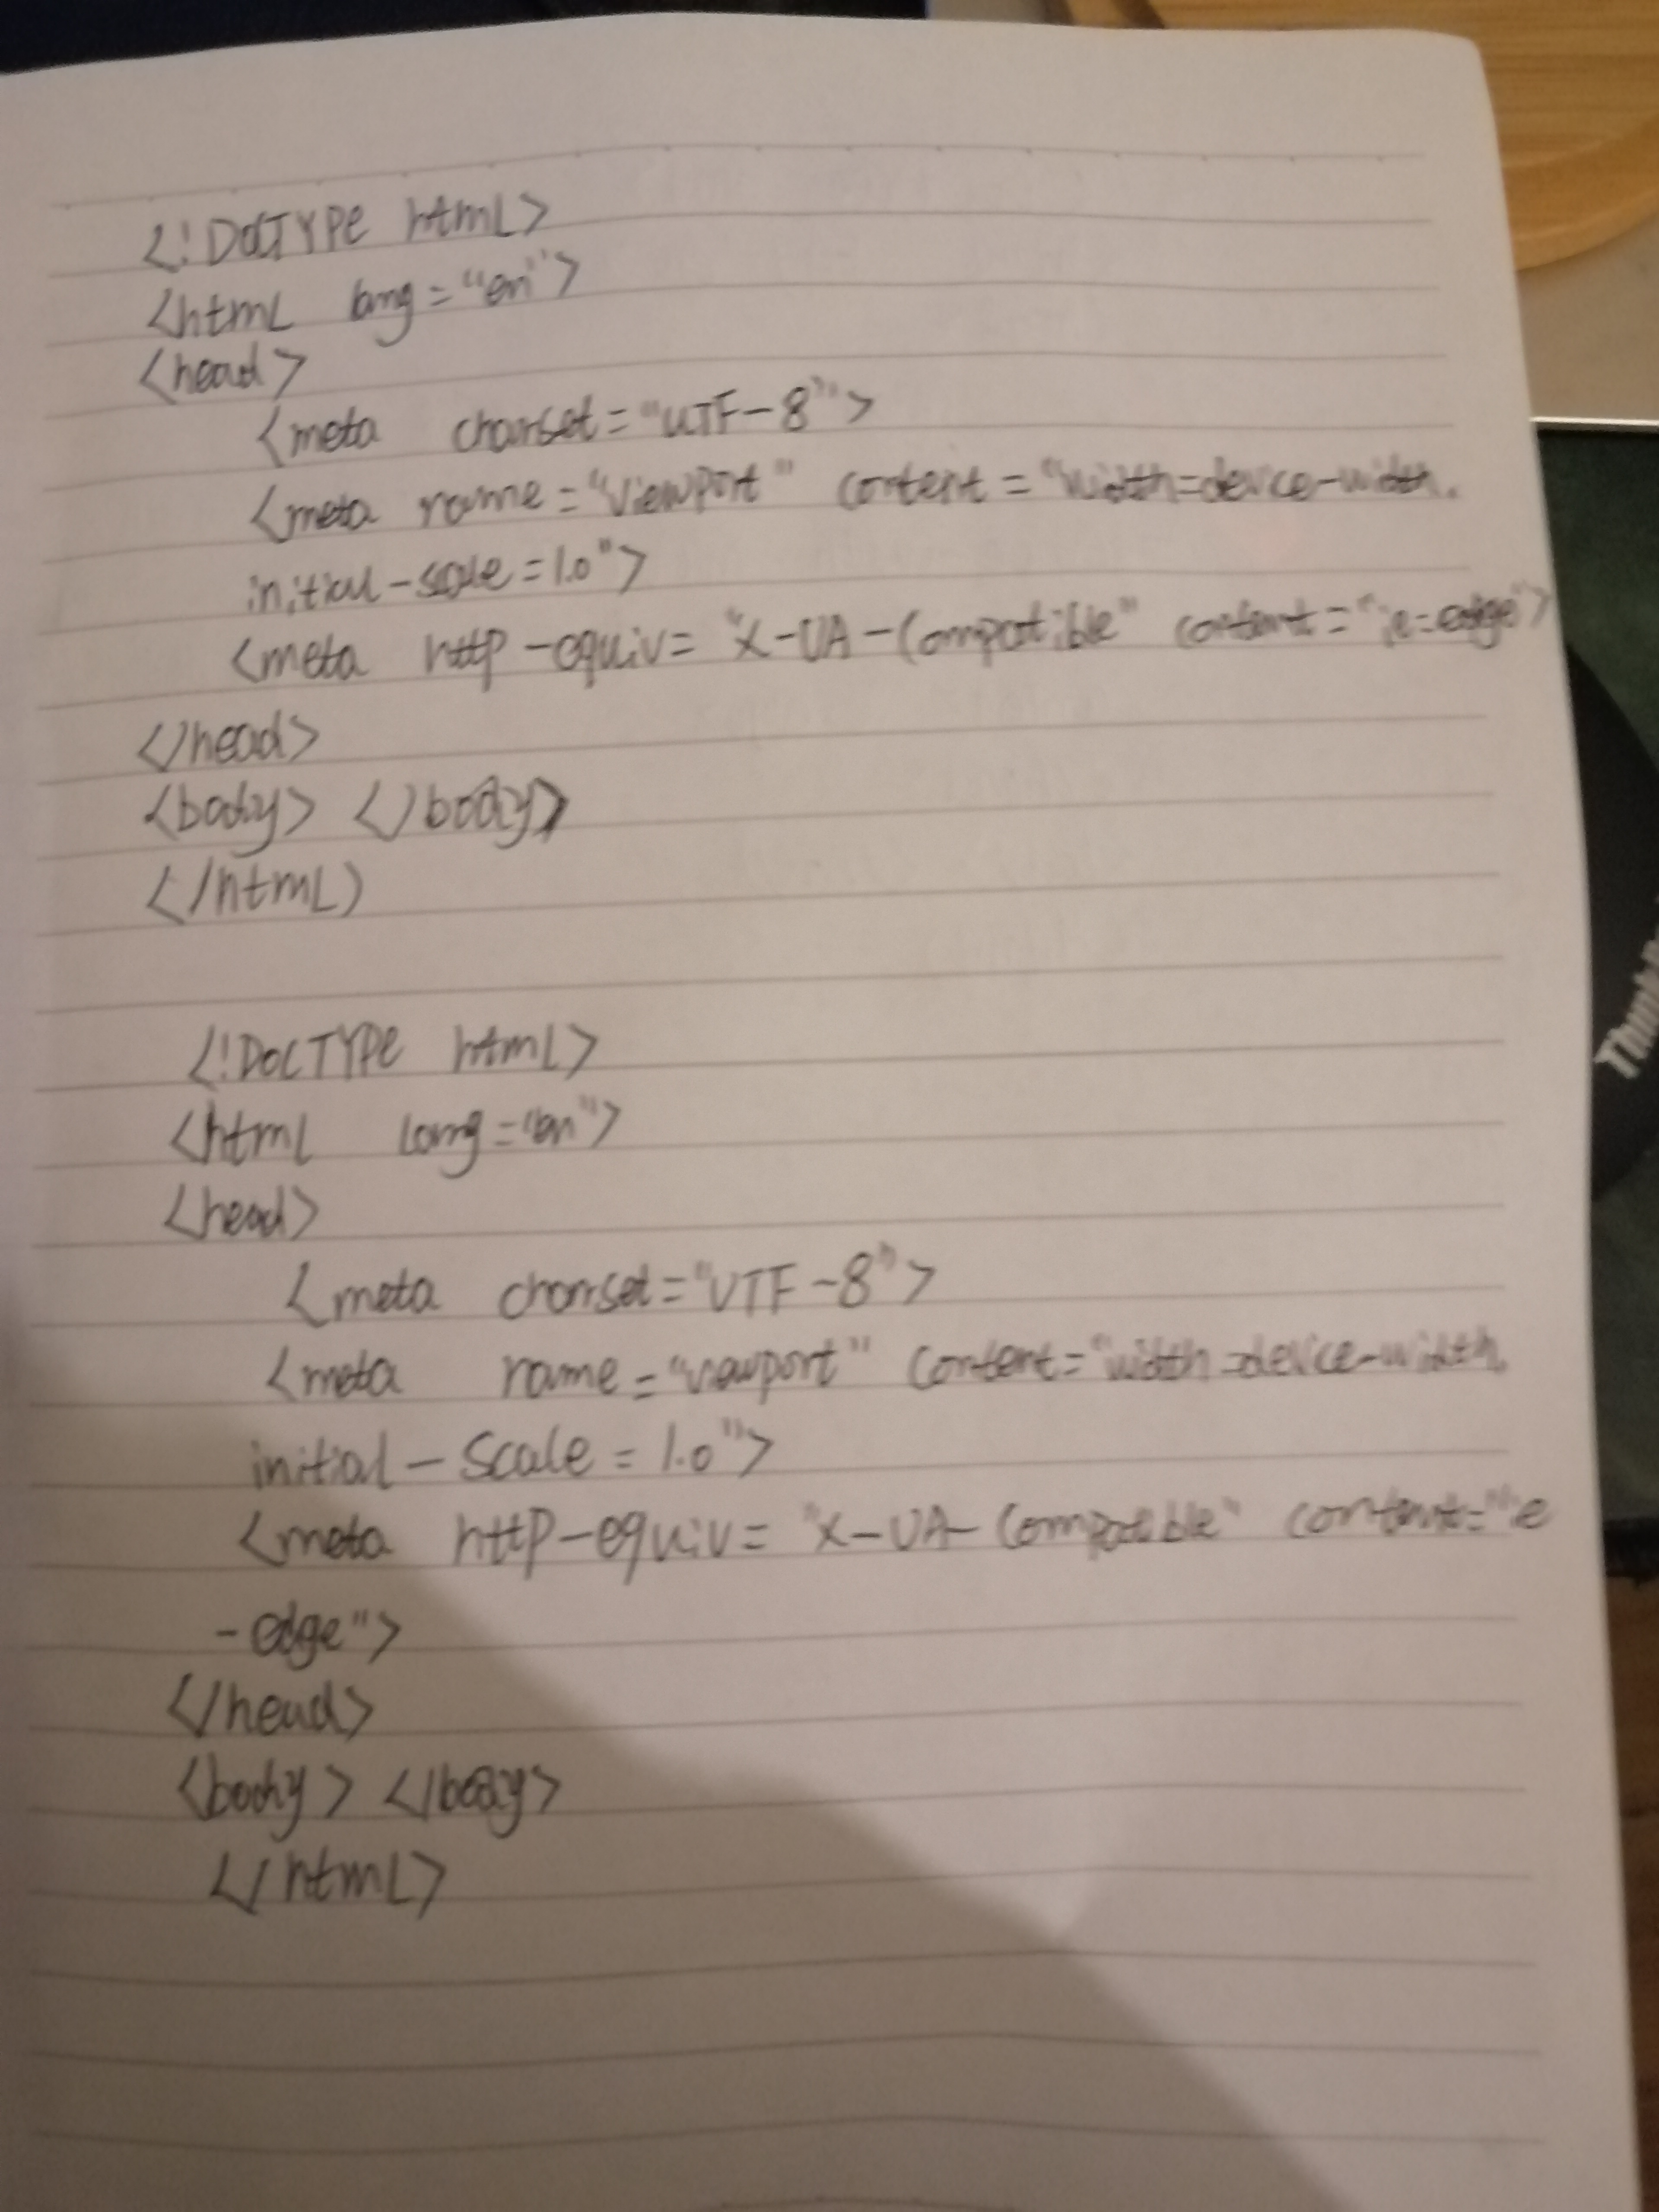 <!DOCTYPE html>
<html lang="en">
<head>
<meta charset="UTF-8">
<meta name="viewport" content="width=device-width,
initial-scale=1.0">
<meta http-equiv="X-UA-Compatible" content="ie=edge">
</head>
<body> </body>
</html)
<!DOCTYPE html>
<html lang="en">
<head>
<meta charset="UTF-8">
<meta name="viewport" content="width=device-width,
initial-scale=1.0">
<meta http-equiv="X-UA-Compatible" content="ie
-edge">
</head>
<body> </body>
</html>